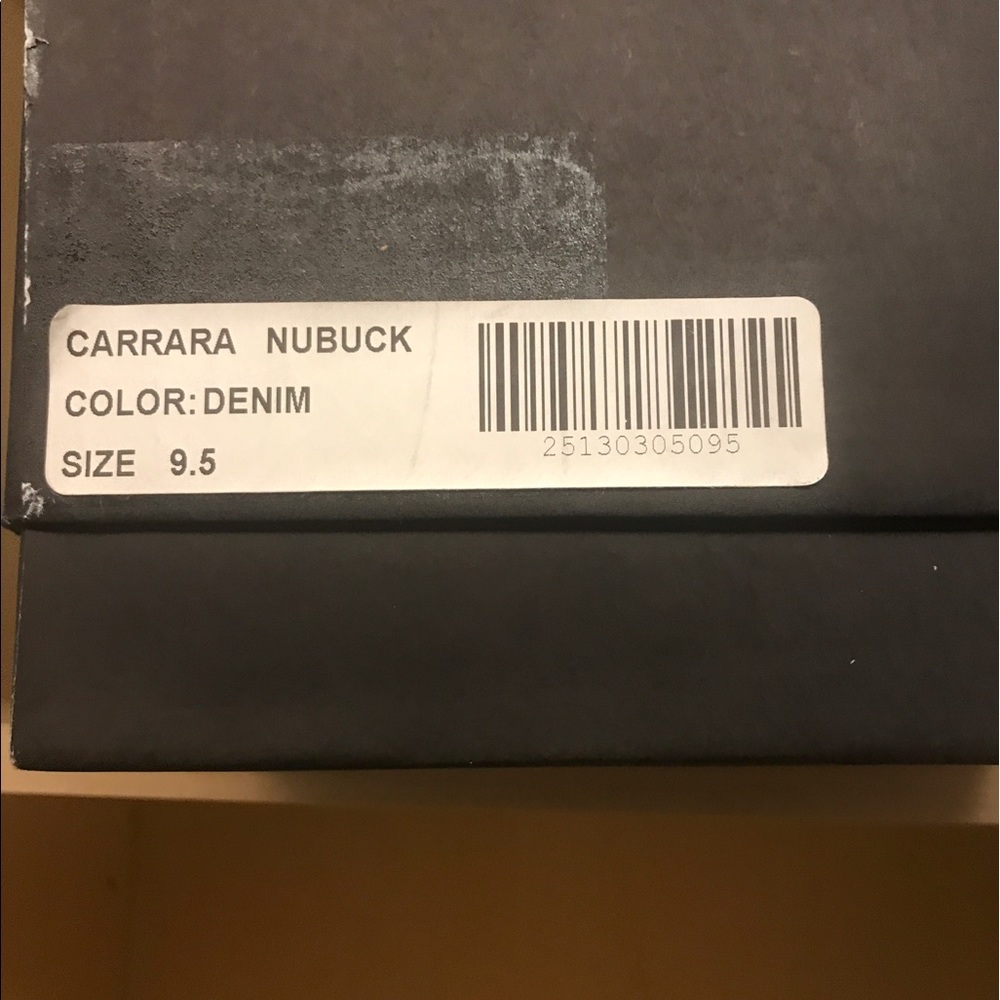 CARRARA NUBUCK
COLOR: DENIM
SIZE 9.5
25130305095